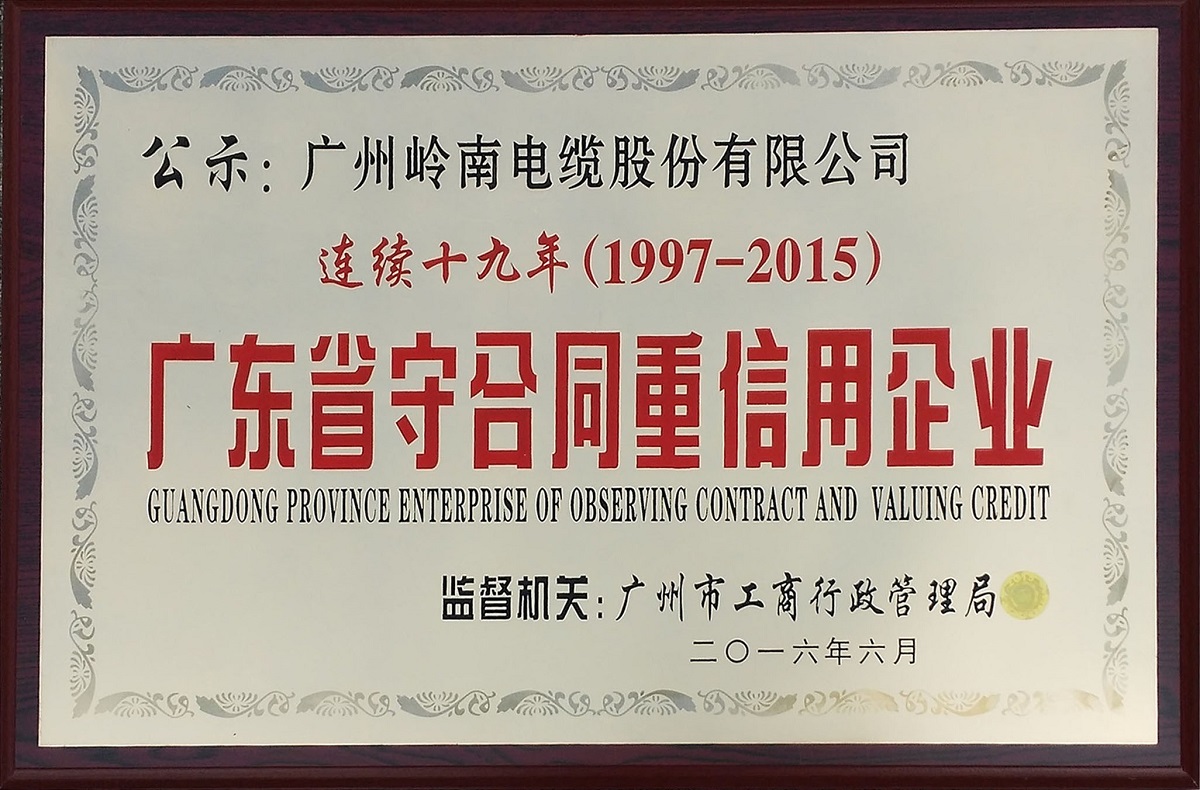 公示：广州岭南电缆股份有限公司
连续十九年(1997-2015)
广东省守合同重信用企业
GUANGDONG PROVINCE ENTERPRISE OF OBSERVING CONTRACT AND VALUING CREDIT
监督机关：广州市工商行政管理局
二〇一六年六月